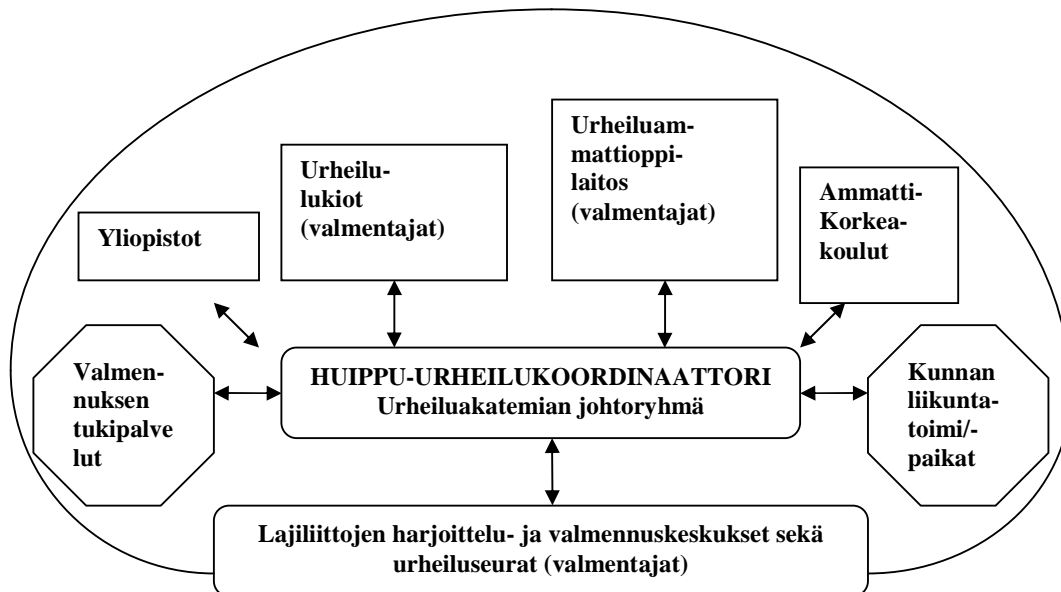 Yliopistot
Urheilu-
lukiot
(valmentajat)
Urheiluam-
mattioppi-
laitos
(valmentajat)
Ammatti-
Korkea-
koulut
Valmen-
nuksen
tukipalve
lut
HUIPPU-URHEILUKOORDINAATTORI
Urheiluakatemian johtoryhmä
Kunnan
liikunta-
toimi/-
paikat
Lajiliittojen harjoittelu- ja valmennuskeskukset sekä
urheiluseurat (valmentajat)